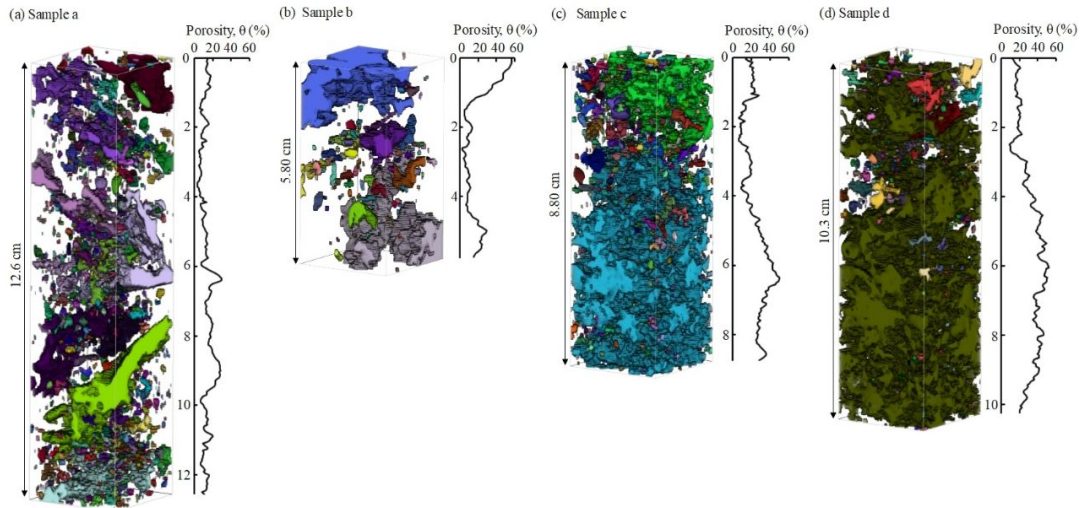 (a) Sample a
Porosity, θ (%)
0 20 40 60
0
2
4
6
8
10
12
12.6 cm
(b) Sample b
Porosity, θ (%)
0 20 40 60
0
2
4
5.80 cm
(c) Sample c
Porosity, θ (%)
0 20 40 60
0
2
4
6
8
8.80 cm
(d) Sample d
Porosity, θ (%)
0 20 40 60
0
2
4
6
8
10
10.3 cm